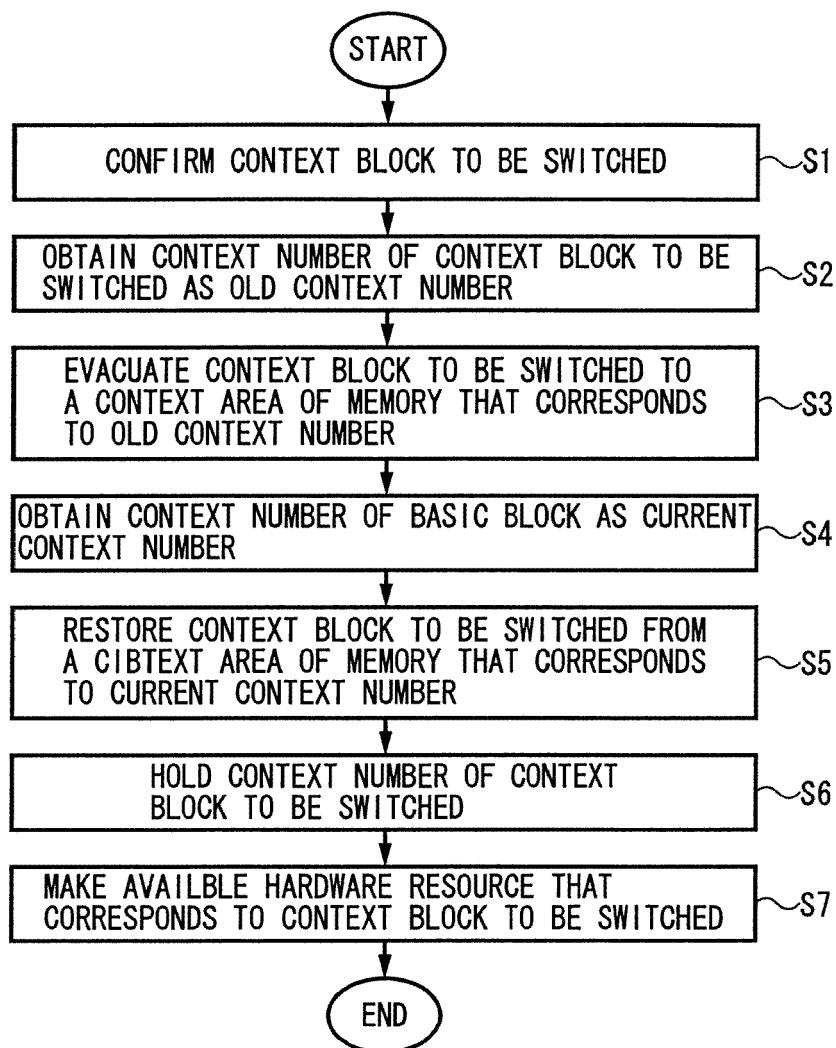 START
CONFIRM CONTEXT BLOCK TO BE SWITCHED
S1
OBTAIN CONTEXT NUMBER OF CONTEXT BLOCK TO BE
SWITCHED AS OLD CONTEXT NUMBER
S2
EVACUATE CONTEXT BLOCK TO BE SWITCHED TO
A CONTEXT AREA OF MEMORY THAT CORRESPONDS
TO OLD CONTEXT NUMBER
S3
OBTAIN CONTEXT NUMBER OF BASIC BLOCK AS CURRENT
CONTEXT NUMBER
S4
RESTORE CONTEXT BLOCK TO BE SWITCHED FROM
A CIBTEXT AREA OF MEMORY THAT CORRESPONDS
TO CURRENT CONTEXT NUMBER
S5
HOLD CONTEXT NUMBER OF CONTEXT
BLOCK TO BE SWITCHED
S6
MAKE AVAILBLE HARDWARE RESOURCE THAT
CORRESPONDS TO CONTEXT BLOCK TO BE SWITCHED
S7
END